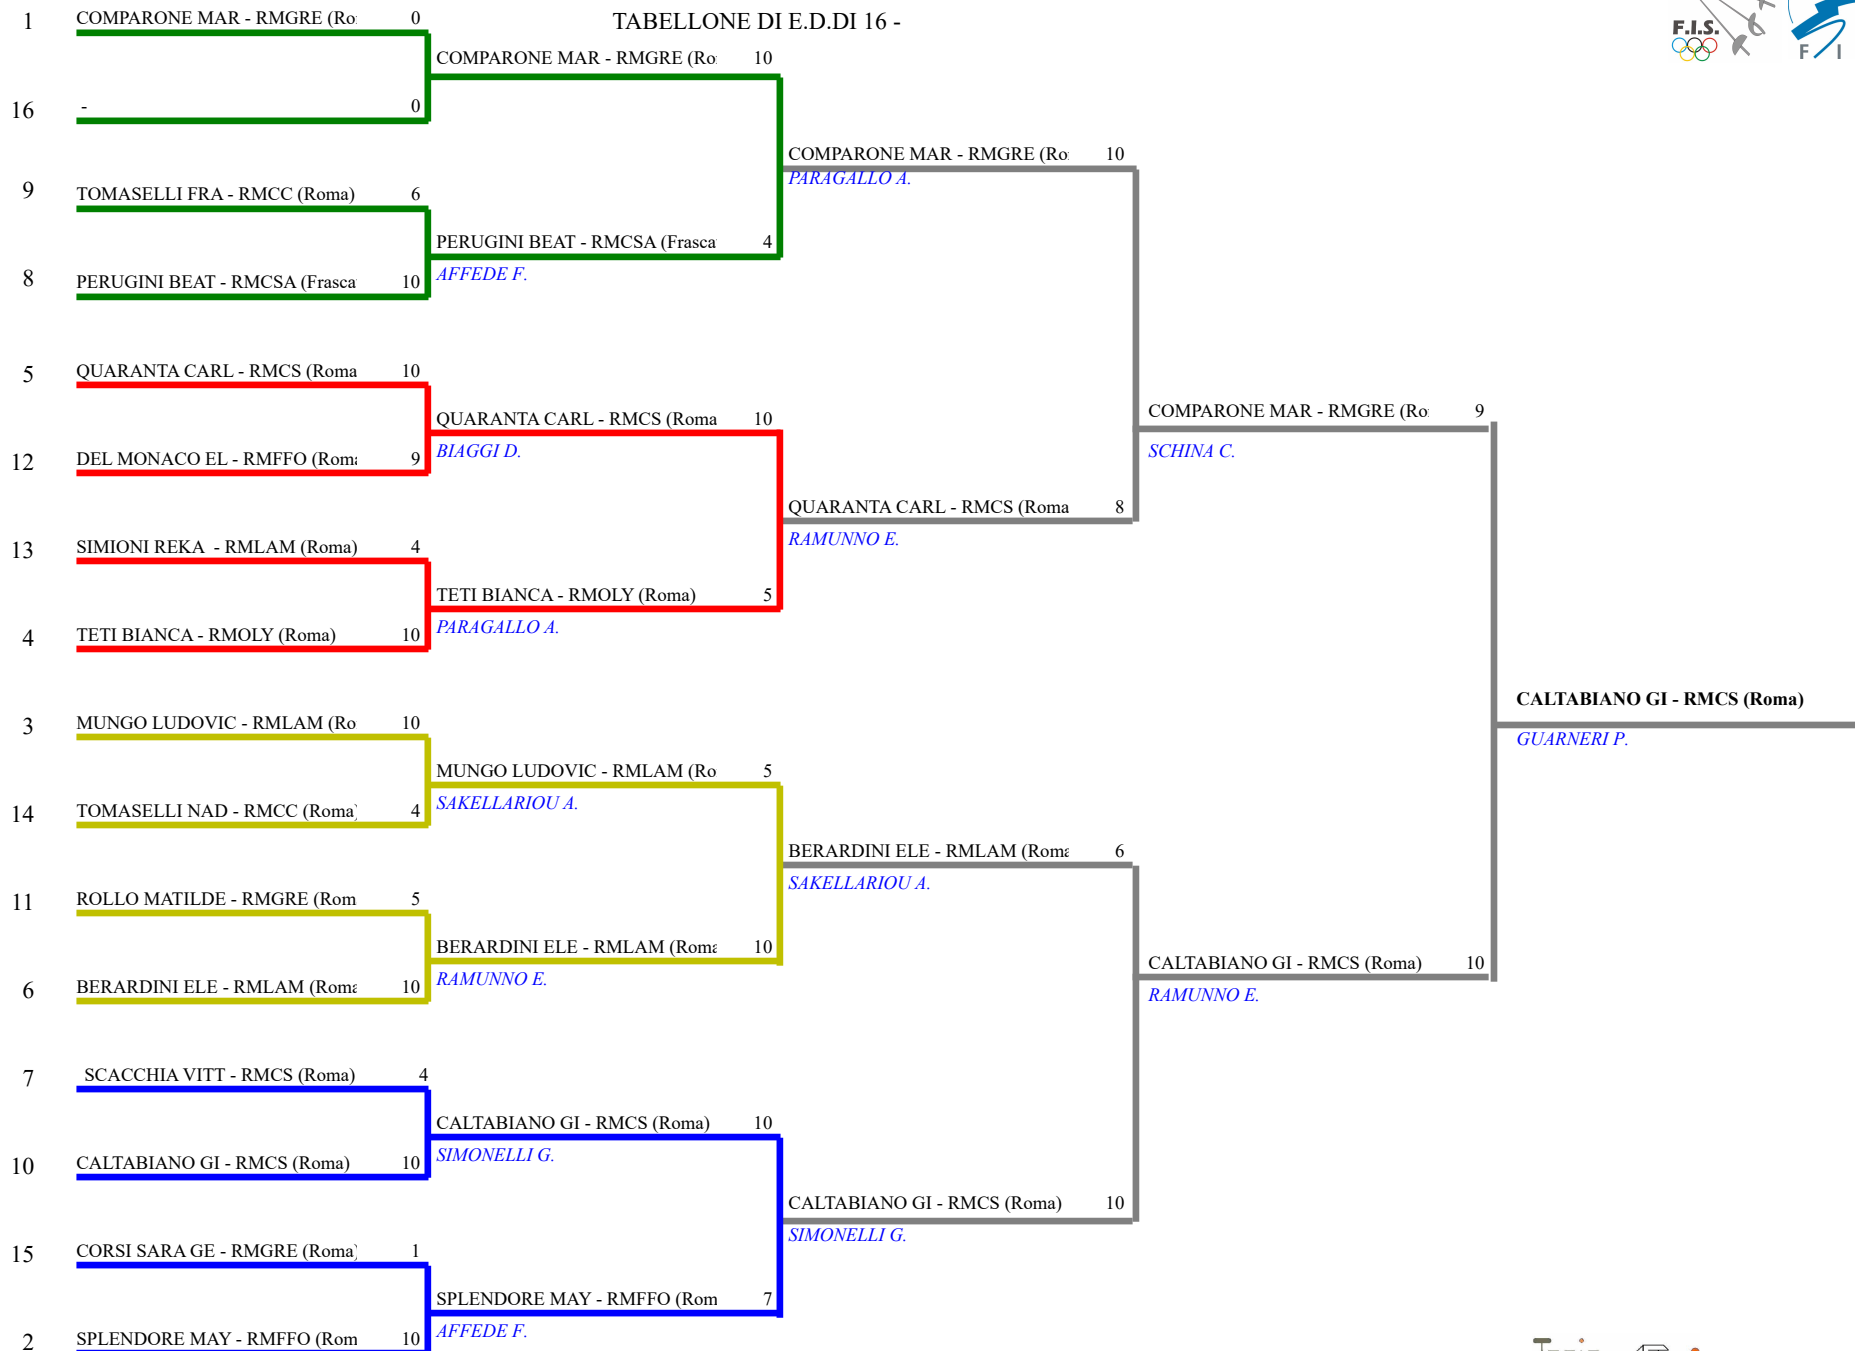 TABELLONE DI E.D.DI 16 -
F.I.S.
F I
1 COMPARONE MAR - RMGRE (Ro 0
COMPARONE MAR - RMGRE (Ro 10
16 - 0
COMPARONE MAR - RMGRE (Ro 10
PARAGALLO A.
9 TOMASELLI FRA - RMCC (Roma) 6
PERUGINI BEAT - RMCSA (Frasca 4
AFFEDE F.
8 PERUGINI BEAT - RMCSA (Frasca 10
5 QUARANTA CARL - RMCS (Roma 10
COMPARONE MAR - RMGRE (Ro 9
SCHINA C.
QUARANTA CARL - RMCS (Roma 10
BIAGGI D.
12 DEL MONACO EL - RMFFO (Roma 9
QUARANTA CARL - RMCS (Roma 8
RAMUNNO E.
13 SIMIONI REKA - RMLAM (Roma) 4
TETI BIANCA - RMOLY (Roma) 5
PARAGALLO A.
4 TETI BIANCA - RMOLY (Roma) 10
CALTABIANO GI - RMCS (Roma)
GUARNERI P.
3 MUNGO LUDOVIC - RMLAM (Ro 10
MUNGO LUDOVIC - RMLAM (Ro 5
SAKELLARIOU A.
14 TOMASELLI NAD - RMCC (Roma) 4
BERARDINI ELE - RMLAM (Roma 6
SAKELLARIOU A.
11 ROLLO MATILDE - RMGRE (Rom 5
BERARDINI ELE - RMLAM (Roma 10
RAMUNNO E.
CALTABIANO GI - RMCS (Roma) 10
RAMUNNO E.
6 BERARDINI ELE - RMLAM (Roma 10
7 SCACCHIA VITT - RMCS (Roma) 4
CALTABIANO GI - RMCS (Roma) 10
SIMONELLI G.
10 CALTABIANO GI - RMCS (Roma) 10
CALTABIANO GI - RMCS (Roma) 10
SIMONELLI G.
15 CORSI SARA GE - RMGRE (Roma) 1
SPLENDORE MAY - RMFFO (Rom 7
AFFEDE F.
2 SPLENDORE MAY - RMFFO (Rom 10